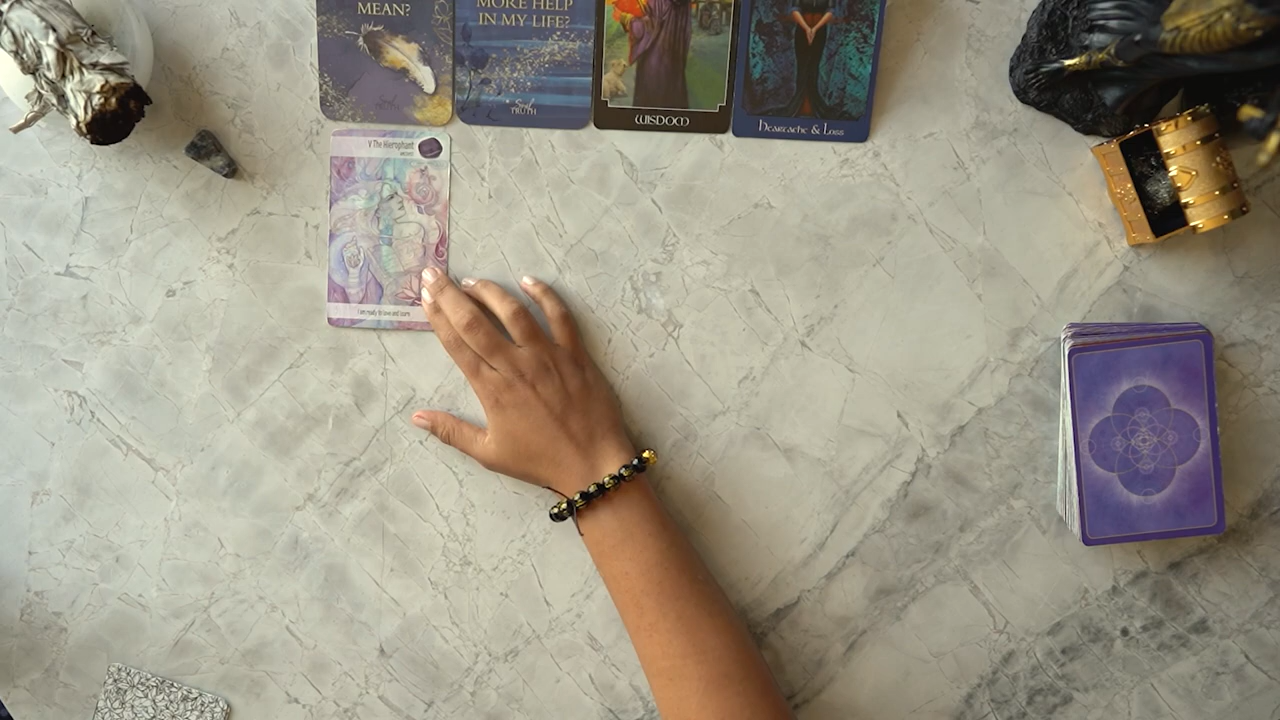 MEAN?
MORE HELP
IN MY LIFE?
TRUTH
WISDOM
Heartache & Loss
V The Hierophant
I am ready to love and learn